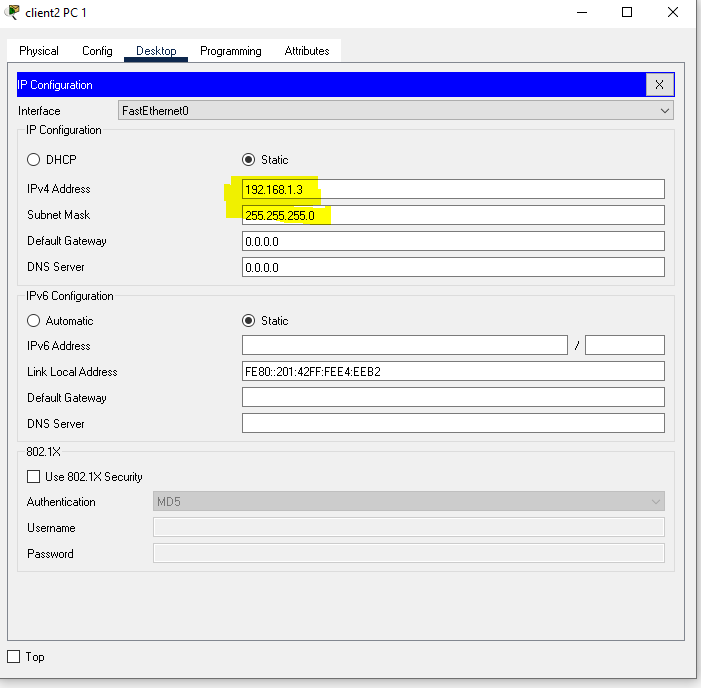 client2 PC 1
Physical Config Desktop Programming Attributes
IP Configuration X
Interface FastEthernet0
IP Configuration
DHCP Static
IPv4 Address 192.168.1.3
Subnet Mask 255.255.255.0
Default Gateway 0.0.0.0
DNS Server 0.0.0.0
IPv6 Configuration
Automatic Static
IPv6 Address /
Link Local Address FE80::201:42FF:FEE4:EEB2
Default Gateway
DNS Server
802.1X
Use 802.1X Security
Authentication MD5
Username
Password
Top